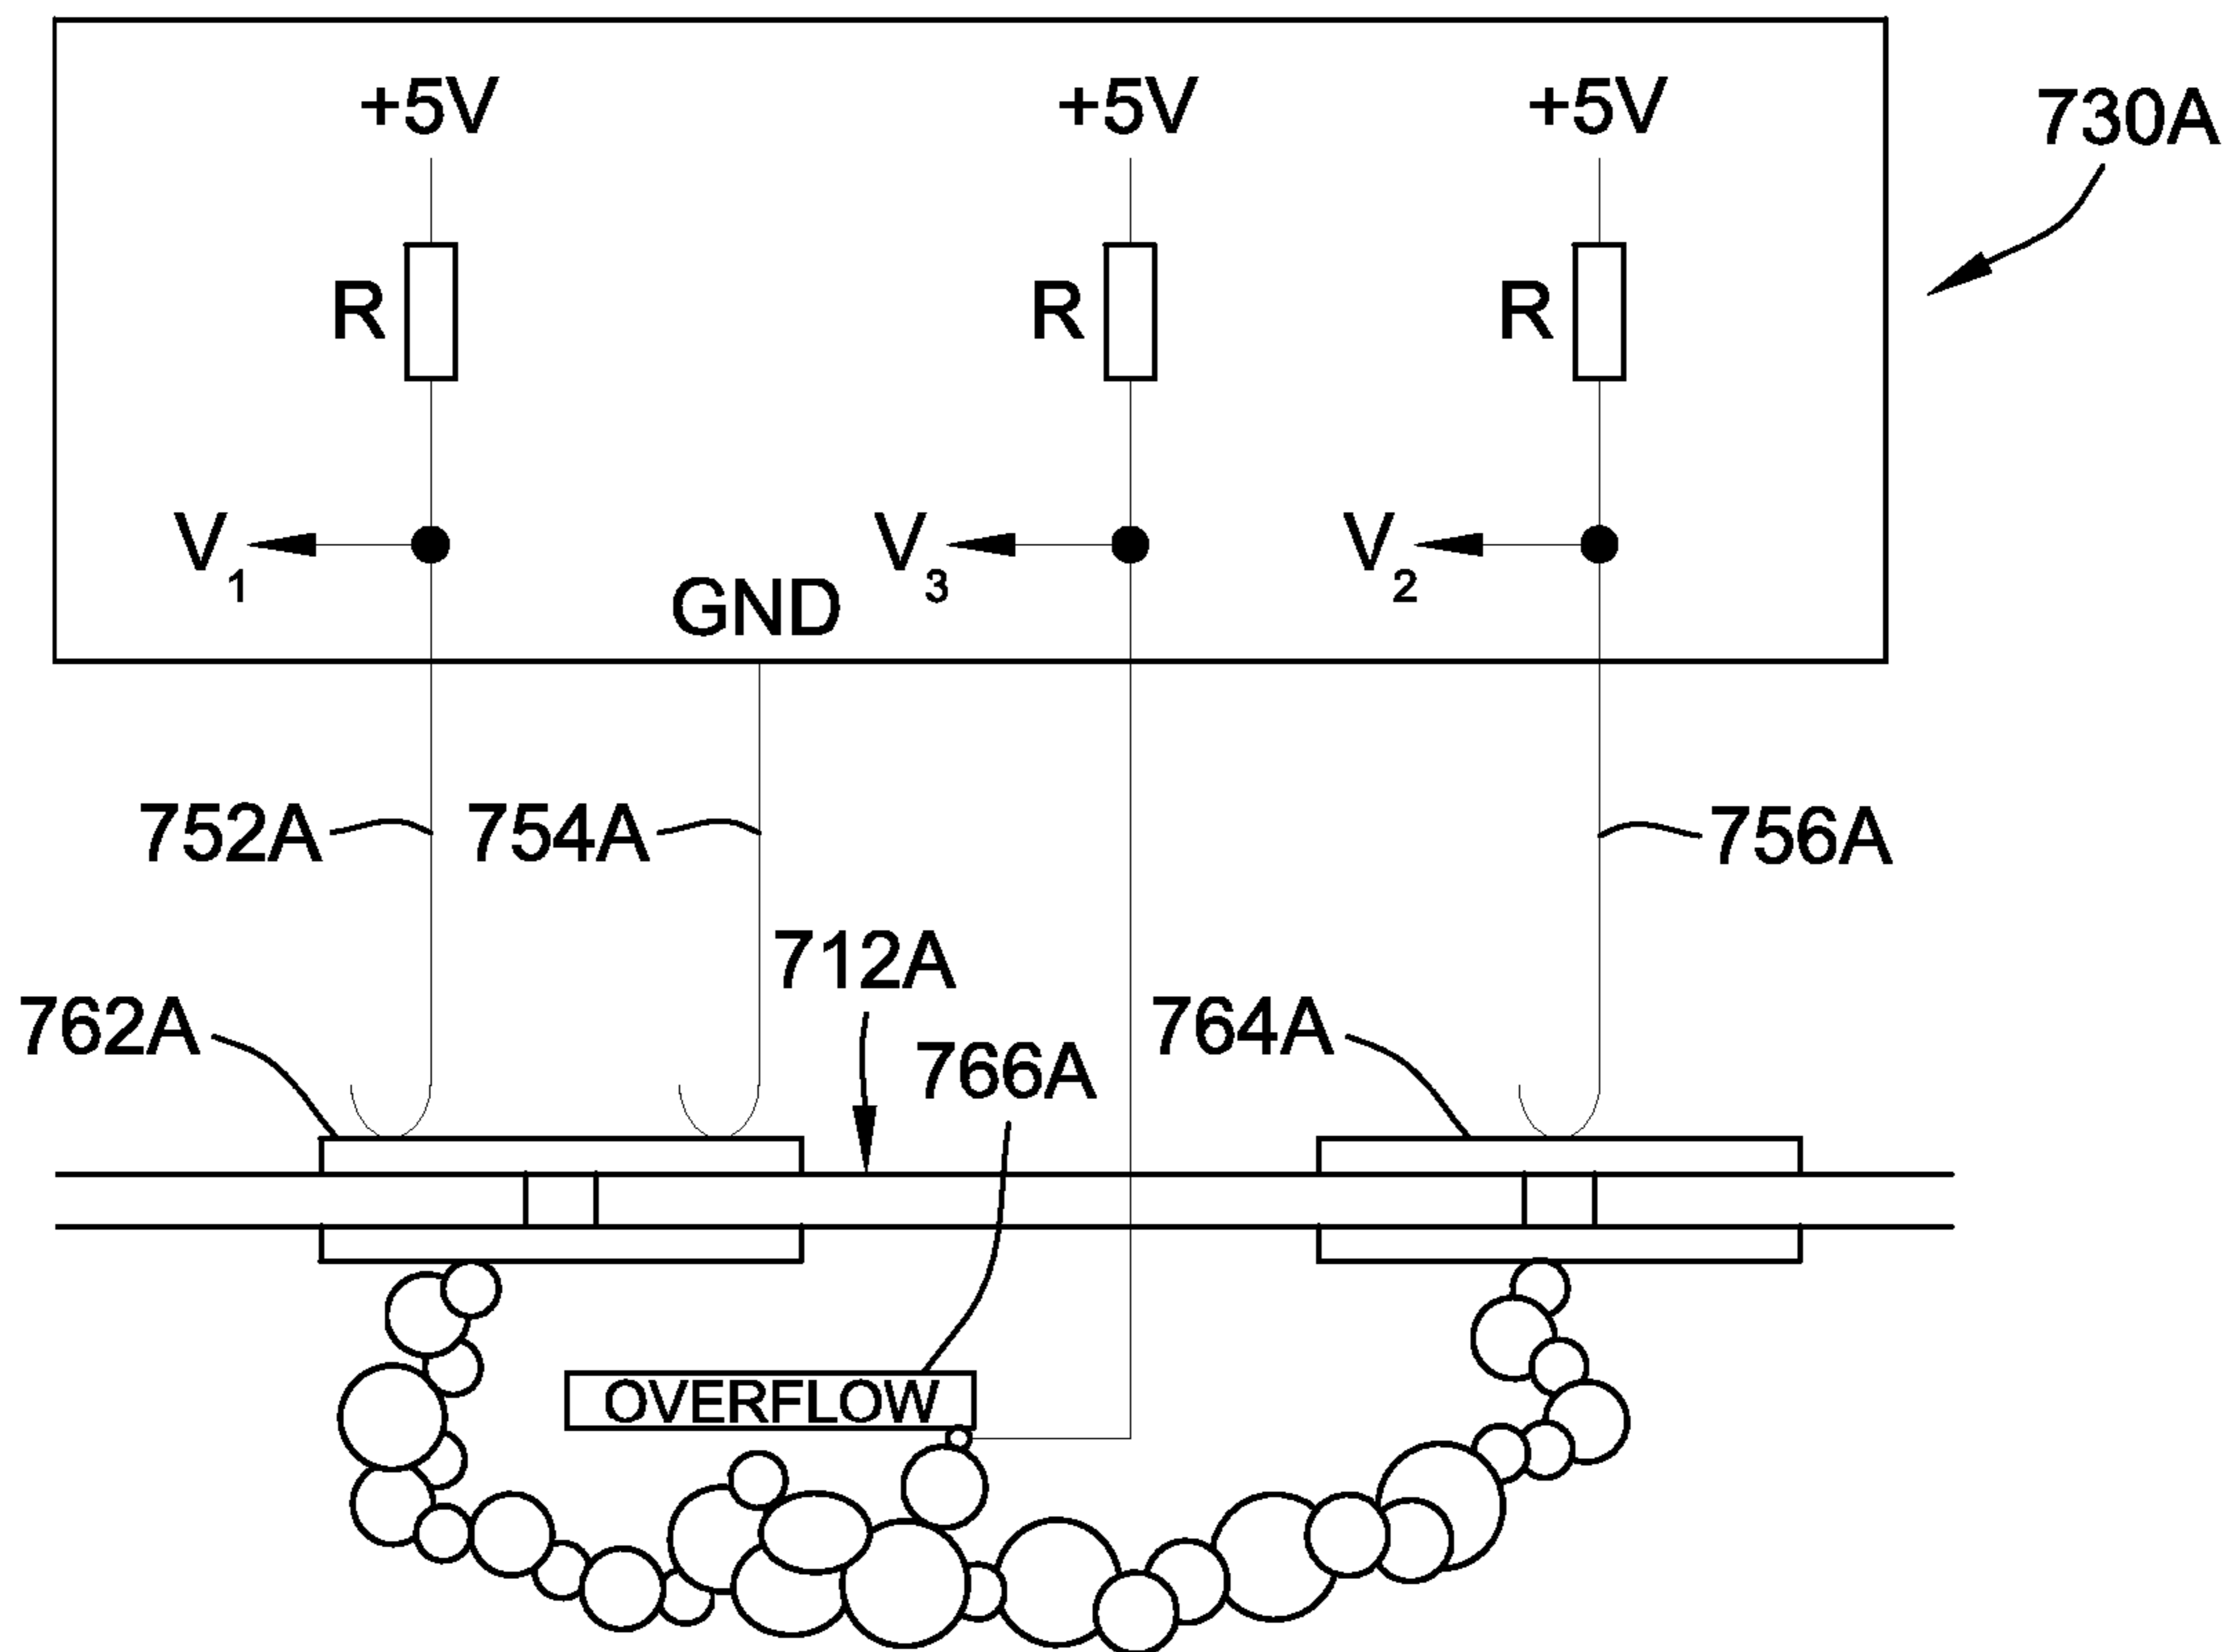 +5V +5V +5V
730A
R R R
V1 V3 V2
GND
752A 754A 756A
712A
762A 766A 764A
OVERFLOW